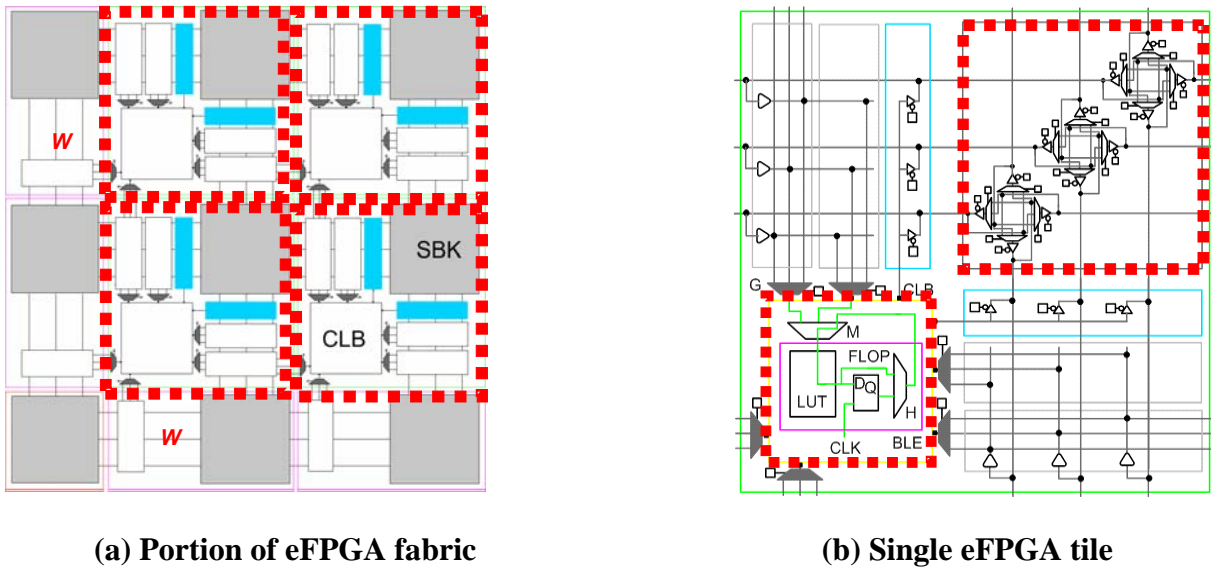 W
SBK
CLB
W
G
CLB
M
FLOP
LUT
D
Q
H
CLK
BLE
(a) Portion of eFPGA fabric
(b) Single eFPGA tile